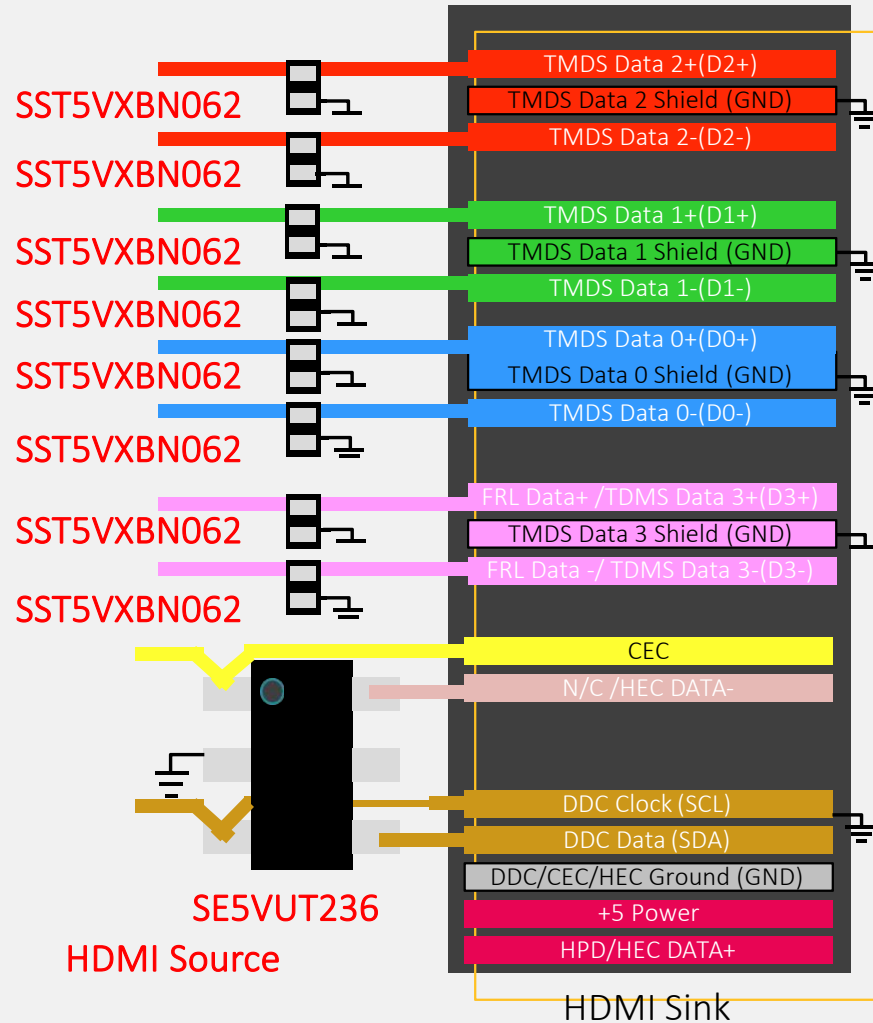 TMDS Data 2+(D2+)
SST5VXBN062
TMDS Data 2 Shield (GND)
TMDS Data 2-(D2-)
SST5VXBN062
TMDS Data 1+(D1+)
SST5VXBN062
TMDS Data 1 Shield (GND)
TMDS Data 1-(D1-)
SST5VXBN062
TMDS Data 0+(D0+)
SST5VXBN062
TMDS Data 0 Shield (GND)
TMDS Data 0-(D0-)
SST5VXBN062
FRL Data+ /TDMS Data 3+(D3+)
SST5VXBN062
TMDS Data 3 Shield (GND)
FRL Data -/ TDMS Data 3-(D3-)
SST5VXBN062
CEC
N/C /HEC DATA-
DDC Clock (SCL)
DDC Data (SDA)
DDC/CEC/HEC Ground (GND)
SE5VUT236
+5 Power
HPD/HEC DATA+
HDMI Source
HDMI Sink